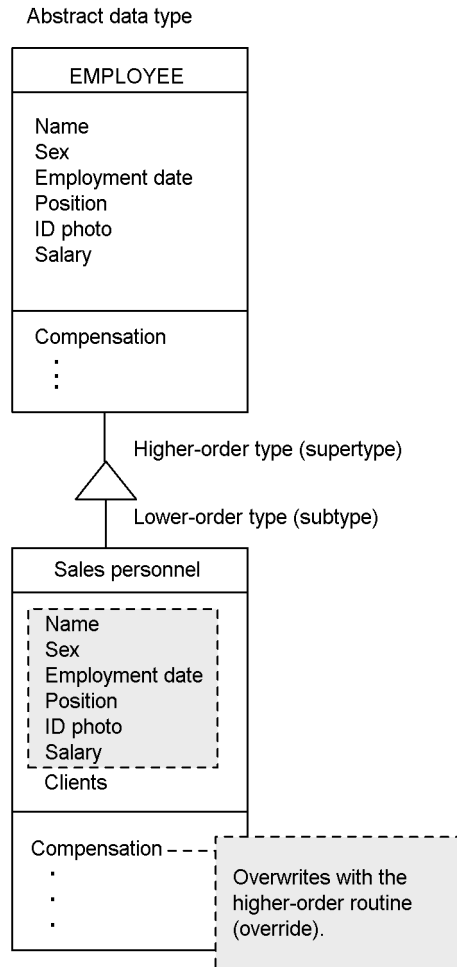 Abstract data type
EMPLOYEE
Name
Sex
Employment date
Position
ID photo
Salary
Compensation
Higher-order type (supertype)
Lower-order type (subtype)
Sales personnel
Name
Sex
Employment date
Position
ID photo
Salary
Clients
Compensation
Overwrites with the
higher-order routine
(override).